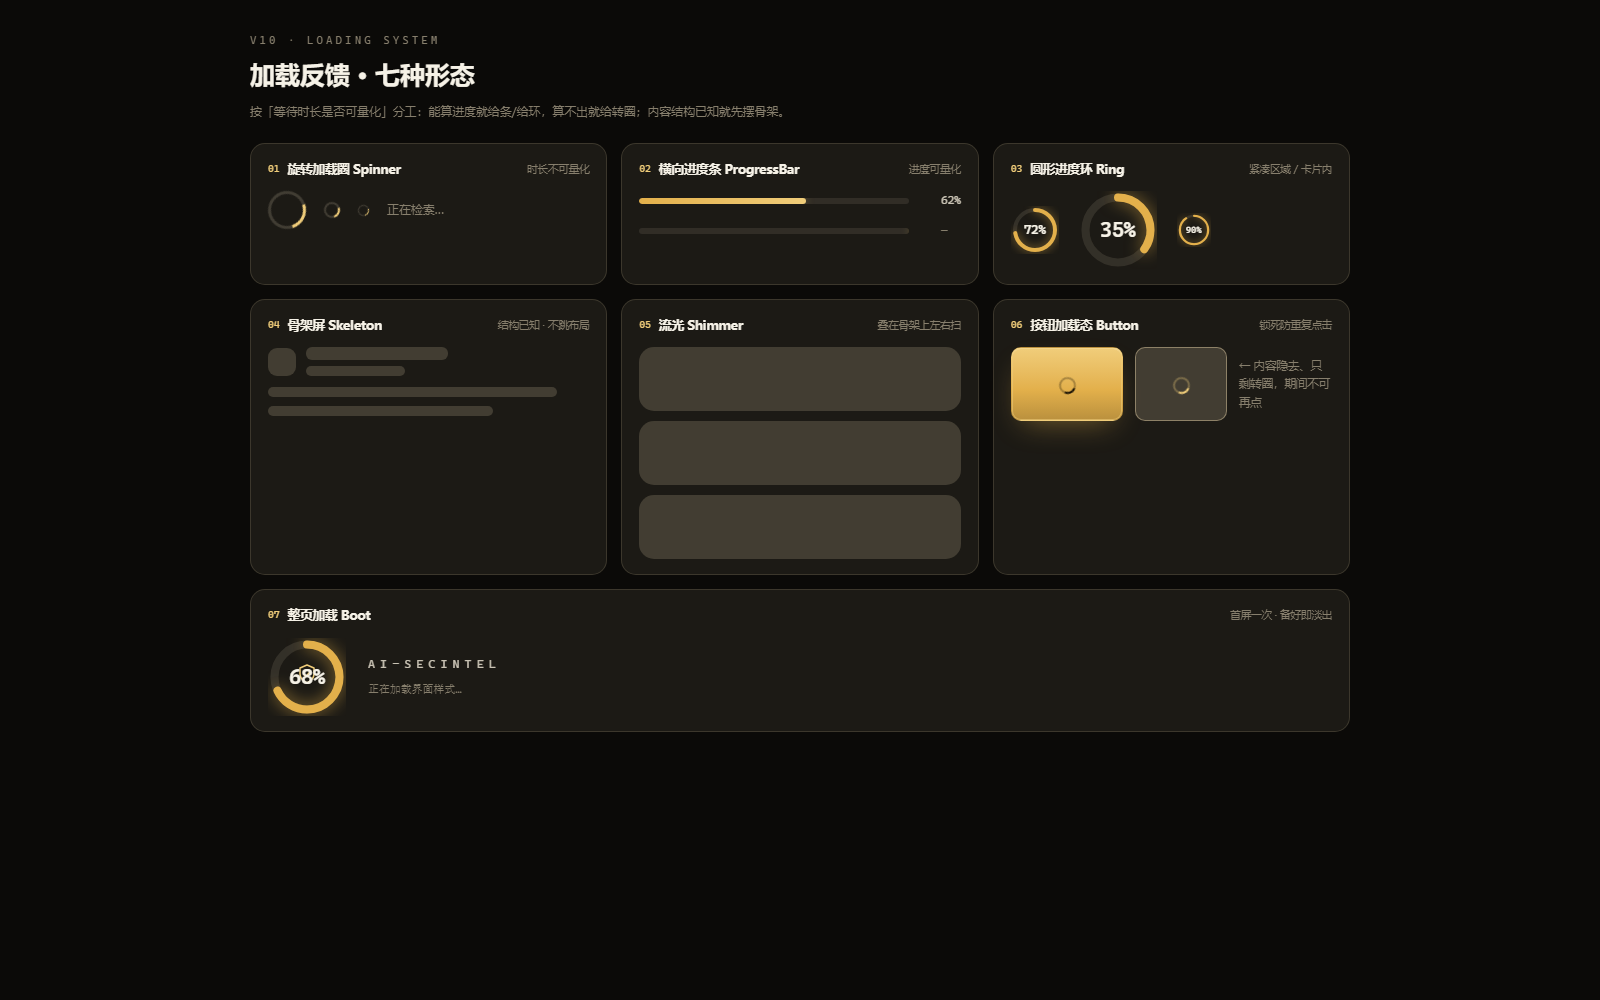 V10 · LOADING SYSTEM
加载反馈 · 七种形态
按「等待时长是否可量化」分工：能算进度就给条/给环，算不出就给转圈；内容结构已知就先摆骨架。
01 旋转加载圈 Spinner 时长不可量化
正在检索…
02 横向进度条 ProgressBar 进度可量化
62%
—
03 圆形进度环 Ring 紧凑区域 / 卡片内
72% 35% 90%
04 骨架屏 Skeleton 结构已知 · 不跳布局
05 流光 Shimmer 叠在骨架上左右扫
06 按钮加载态 Button 锁死防重复点击
← 内容隐去、只
剩转圈，期间不可
再点
07 整页加载 Boot 首屏一次 · 备好即淡出
68%
AI-SECINTEL
正在加载界面样式…